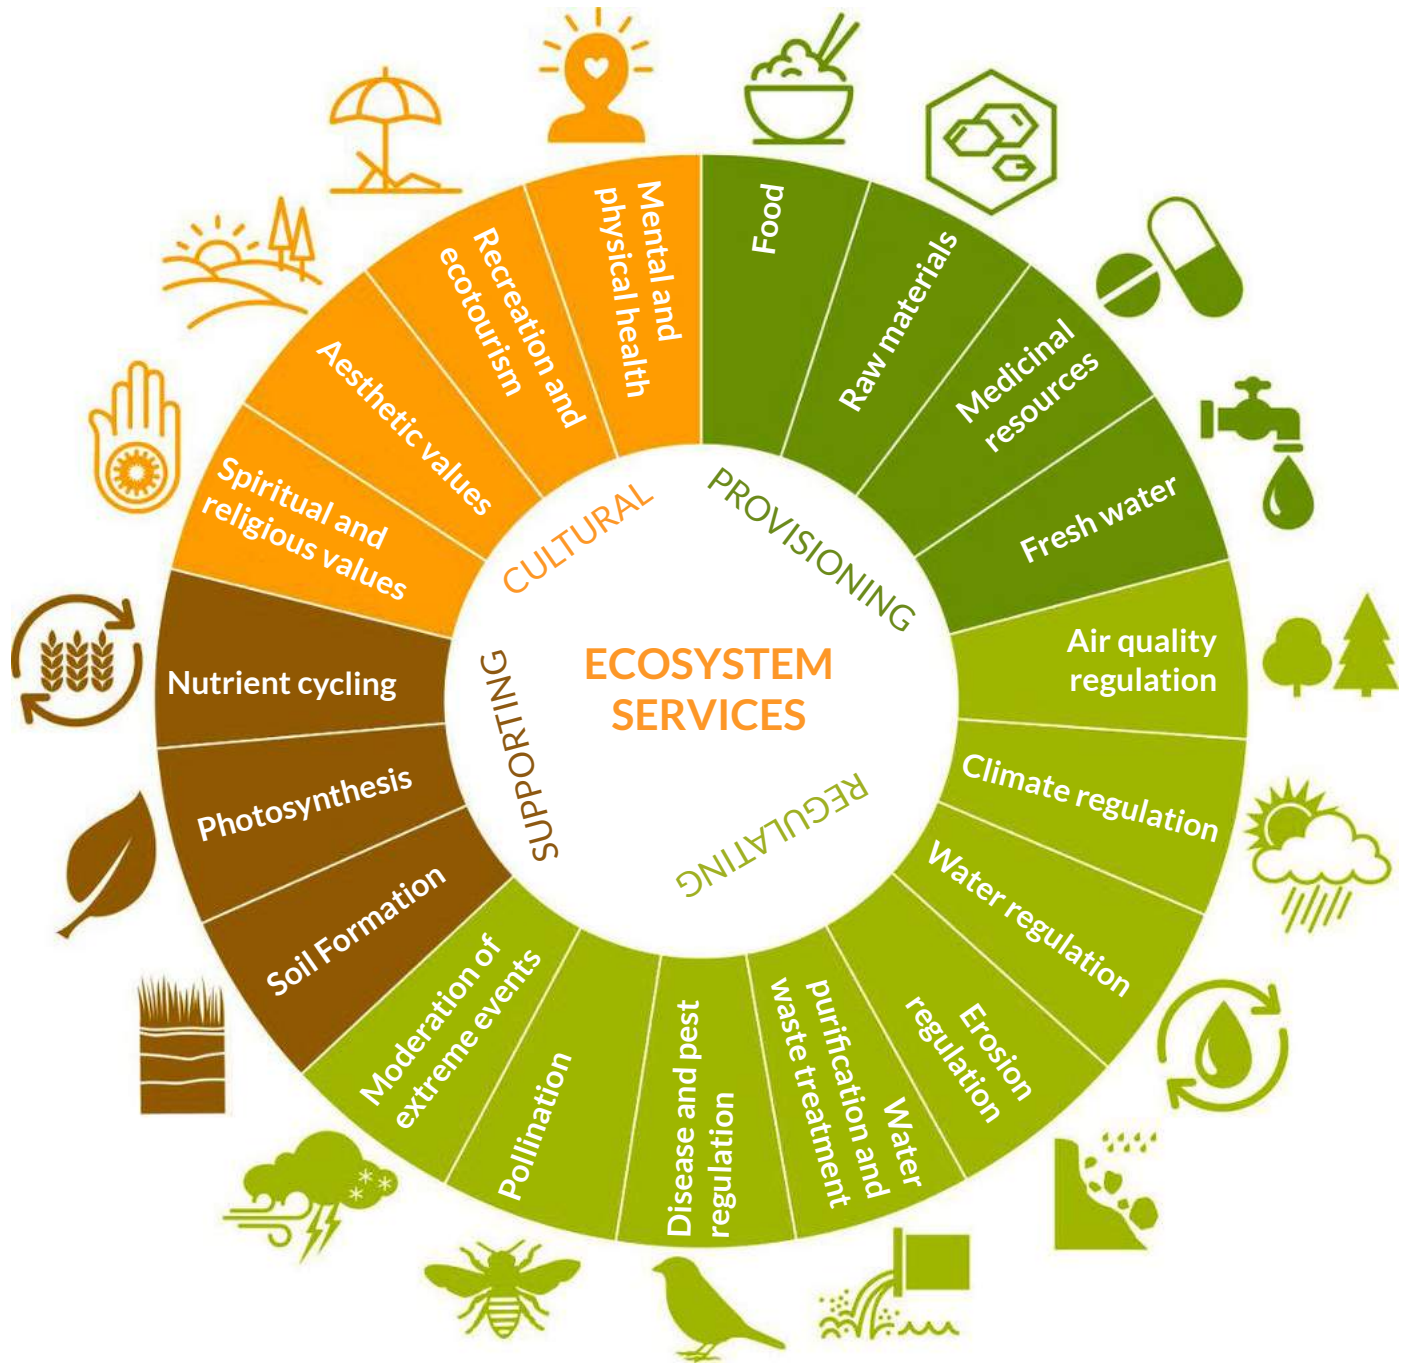 ECOSYSTEM
SERVICES
PROVISIONING
Food
Raw materials
Medicinal
resources
Fresh water
REGULATING
Air quality
regulation
Climate regulation
Water regulation
Erosion
regulation
Water
purification and
waste treatment
Disease and pest
regulation
Pollination
Moderation of
extreme events
SUPPORTING
Soil Formation
Photosynthesis
Nutrient cycling
CULTURAL
Spiritual and
religious values
Aesthetic values
Recreation and
ecotourism
Mental and
physical health